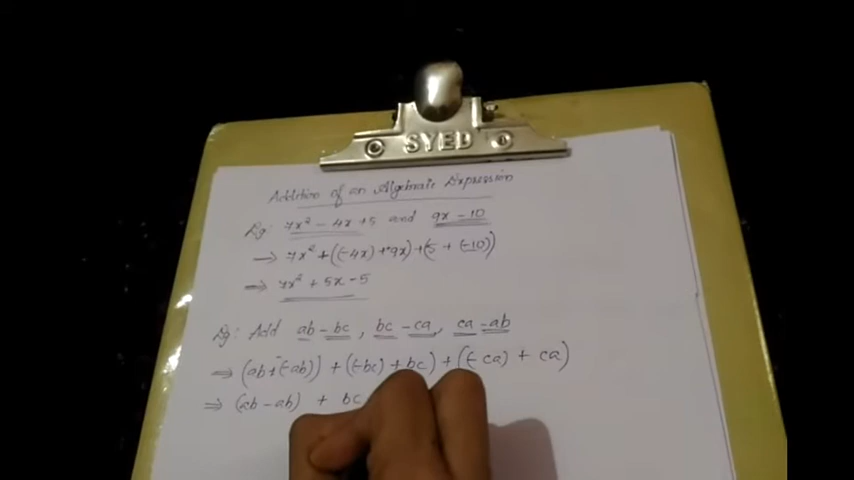 SYED
Addition of an Algebraic Expression
Eg: 7x² - 4x + 5 and 9x - 10
→ 7x² + (-4x) + 9x) + (5 + (-10)
→ 7x² + 5x - 5
Eg: Add ab - bc, bc - ca, ca - ab
⇒ (ab + (-ab)) + (-bc) + bc) + (-ca) + ca)
⇒ (ab - ab) + bc